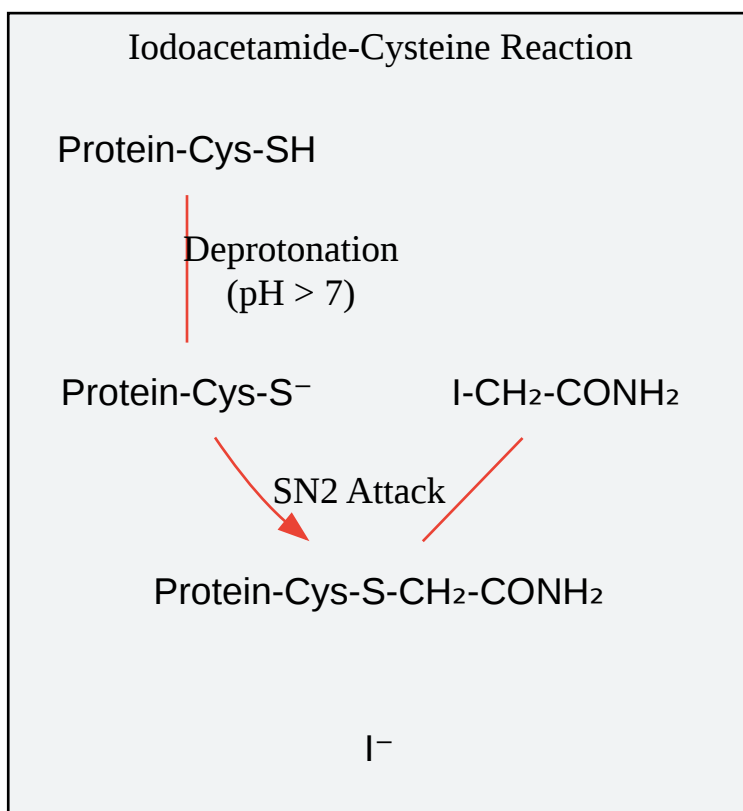 Iodoacetamide-Cysteine Reaction
Protein-Cys-SH
Deprotonation
(pH > 7)
Protein-Cys-S⁻
I-CH₂-CONH₂
SN2 Attack
Protein-Cys-S-CH₂-CONH₂
I⁻